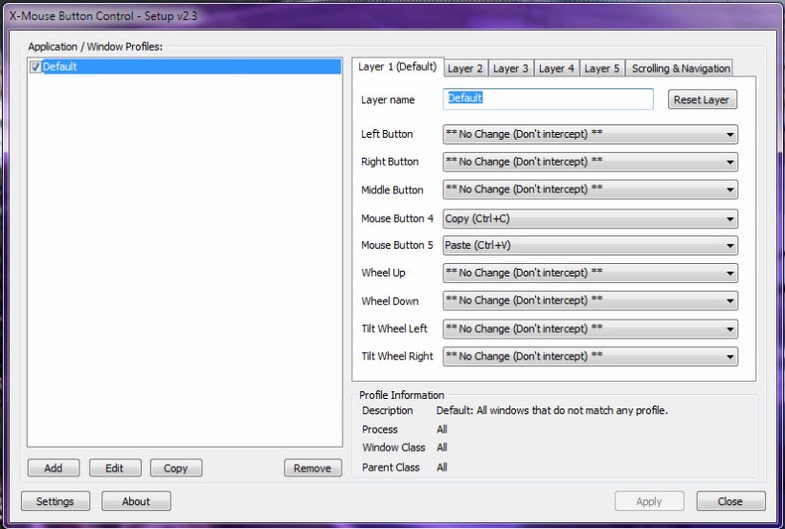 X-Mouse Button Control - Setup v2.3
Application / Window Profiles:
Default
Layer 1 (Default) Layer 2 Layer 3 Layer 4 Layer 5 Scrolling & Navigation
Layer name Default Reset Layer
Left Button ** No Change (Don't intercept) **
Right Button ** No Change (Don't intercept) **
Middle Button ** No Change (Don't intercept) **
Mouse Button 4 Copy (Ctrl+C)
Mouse Button 5 Paste (Ctrl+V)
Wheel Up ** No Change (Don't intercept) **
Wheel Down ** No Change (Don't intercept) **
Tilt Wheel Left ** No Change (Don't intercept) **
Tilt Wheel Right ** No Change (Don't intercept) **
Profile Information
Description Default: All windows that do not match any profile.
Process All
Window Class All
Parent Class All
Add Edit Copy Remove
Settings About Apply Close